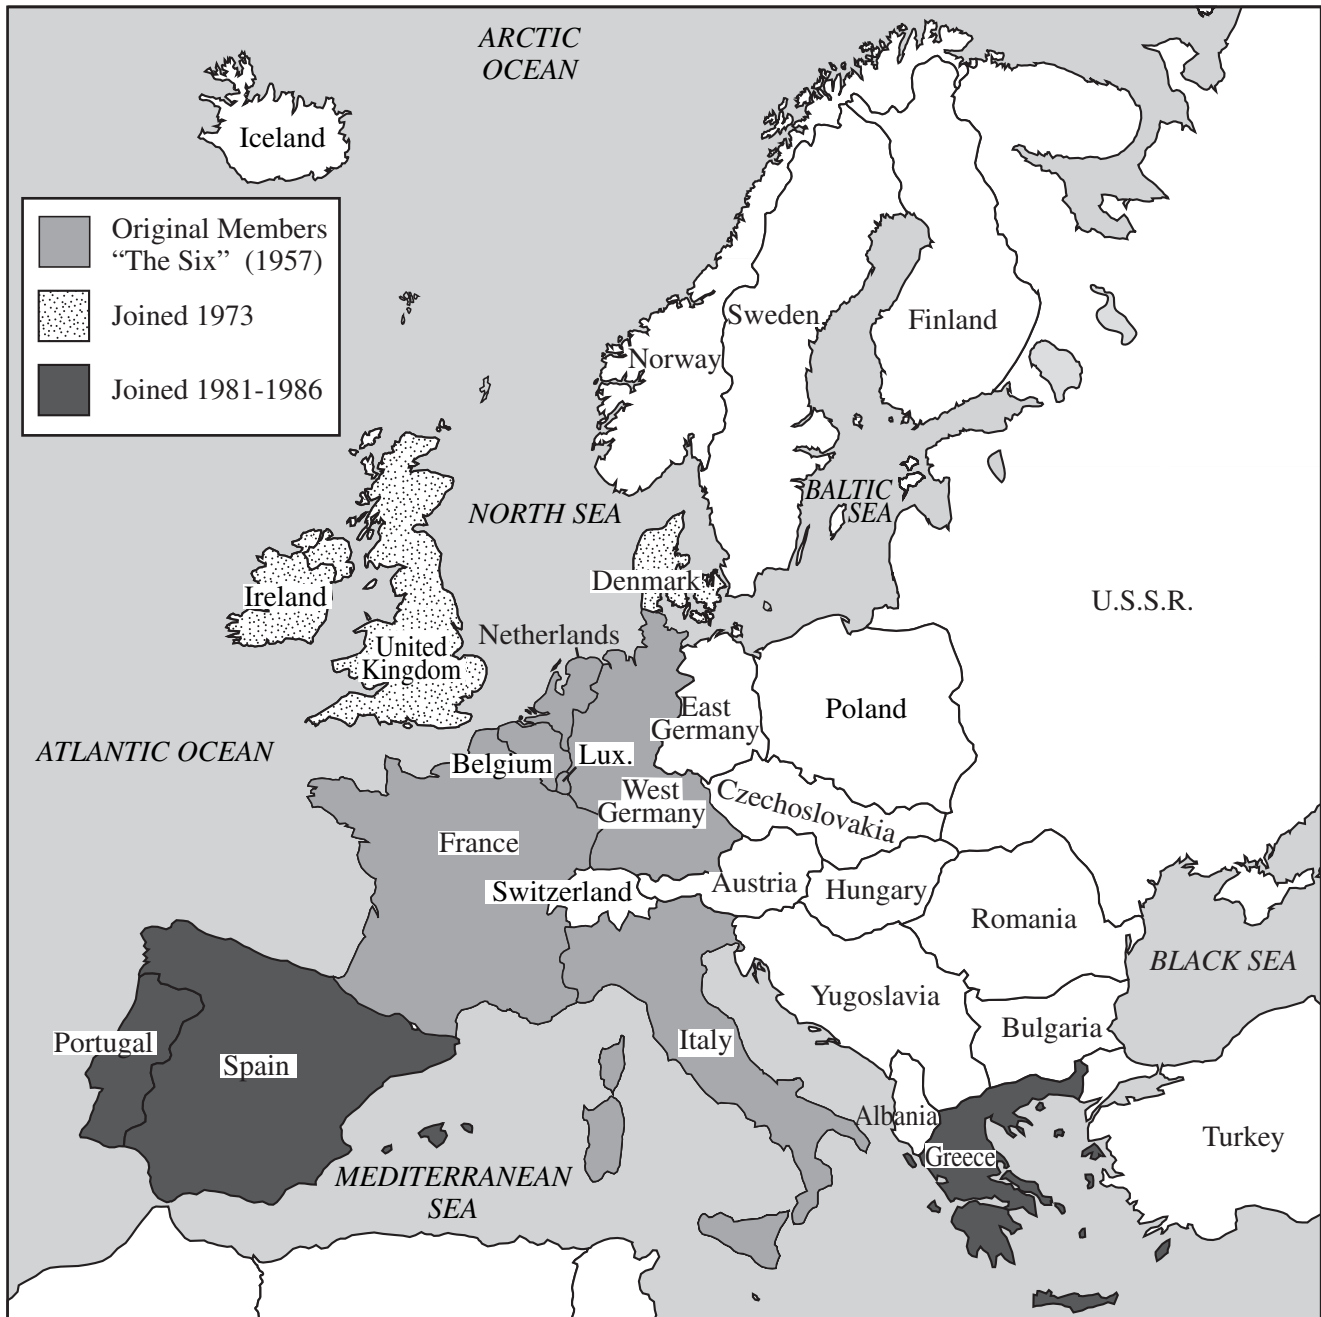 ARCTIC
OCEAN
Iceland
Original Members
“The Six” (1957)
Joined 1973
Joined 1981-1986
Sweden
Finland
Norway
BALTIC
SEA
NORTH SEA
Denmark
Ireland
U.S.S.R.
Netherlands
United
Kingdom
East
Germany
Poland
ATLANTIC OCEAN
Belgium
Lux.
West
Germany
Czechoslovakia
France
Switzerland
Austria
Hungary
Romania
BLACK SEA
Yugoslavia
Bulgaria
Portugal
Spain
Italy
Albania
Greece
Turkey
MEDITERRANEAN
SEA